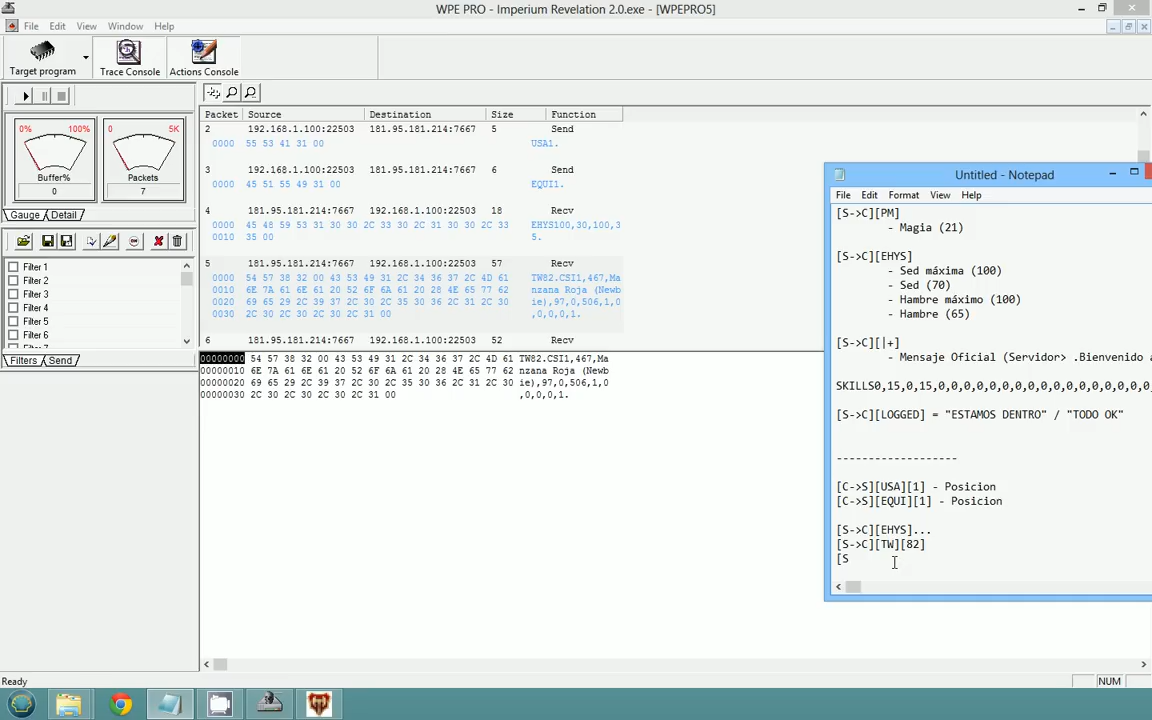 WPE PRO - Imperium Revelation 2.0.exe - [WPEPRO5]
File Edit View Window Help
Target program Trace Console Actions Console
0% 100% 0 5K
Buffer% Packets
0 7
Gauge Detail
Filter 1
Filter 2
Filter 3
Filter 4
Filter 5
Filter 6
Filters Send
Packet Source Destination Size Function
2 192.168.1.100:22503 181.95.181.214:7667 5 Send
0000 55 53 41 31 00 USA1.
3 192.168.1.100:22503 181.95.181.214:7667 6 Send
0000 45 51 55 49 31 00 EQUI1.
4 181.95.181.214:7667 192.168.1.100:22503 18 Recv
0000 45 48 59 53 31 30 30 2C 33 30 2C 31 30 30 2C 33 EHYS100,30,100,3
0010 35 00 5.
5 181.95.181.214:7667 192.168.1.100:22503 57 Recv
0000 54 57 38 32 00 43 53 49 31 2C 34 36 37 2C 4D 61 TW82.CSI1,467,Ma
0010 6E 7A 61 6E 61 20 52 6F 6A 61 20 28 4E 65 77 62 nzana Roja (Newb
0020 69 65 29 2C 39 37 2C 30 2C 35 30 36 2C 31 2C 30 ie),97,0,506,1,0
0030 2C 30 2C 30 2C 30 2C 31 00 ,0,0,0,1.
6 181.95.181.214:7667 192.168.1.100:22503 52 Recv
00000000 54 57 38 32 00 43 53 49 31 2C 34 36 37 2C 4D 61 TW82.CSI1,467,Ma
00000010 6E 7A 61 6E 61 20 52 6F 6A 61 20 28 4E 65 77 62 nzana Roja (Newb
00000020 69 65 29 2C 39 37 2C 30 2C 35 30 36 2C 31 2C 30 ie),97,0,506,1,0
00000030 2C 30 2C 30 2C 30 2C 31 00 ,0,0,0,1.
Untitled - Notepad
File Edit Format View Help
[S->C][PM]
- Magia (21)
[S->C][EHYS]
- Sed máxima (100)
- Sed (70)
- Hambre máximo (100)
- Hambre (65)
[S->C][|+]
- Mensaje Oficial (Servidor> .Bienvenido a
SKILLS0,15,0,15,0,0,0,0,0,0,0,0,0,0,0,0,0,
[S->C][LOGGED] = "ESTAMOS DENTRO" / "TODO OK"
-------------------
[C->S][USA][1] - Posicion
[C->S][EQUI][1] - Posicion
[S->C][EHYS]...
[S->C][TW][82]
[S
Ready NUM